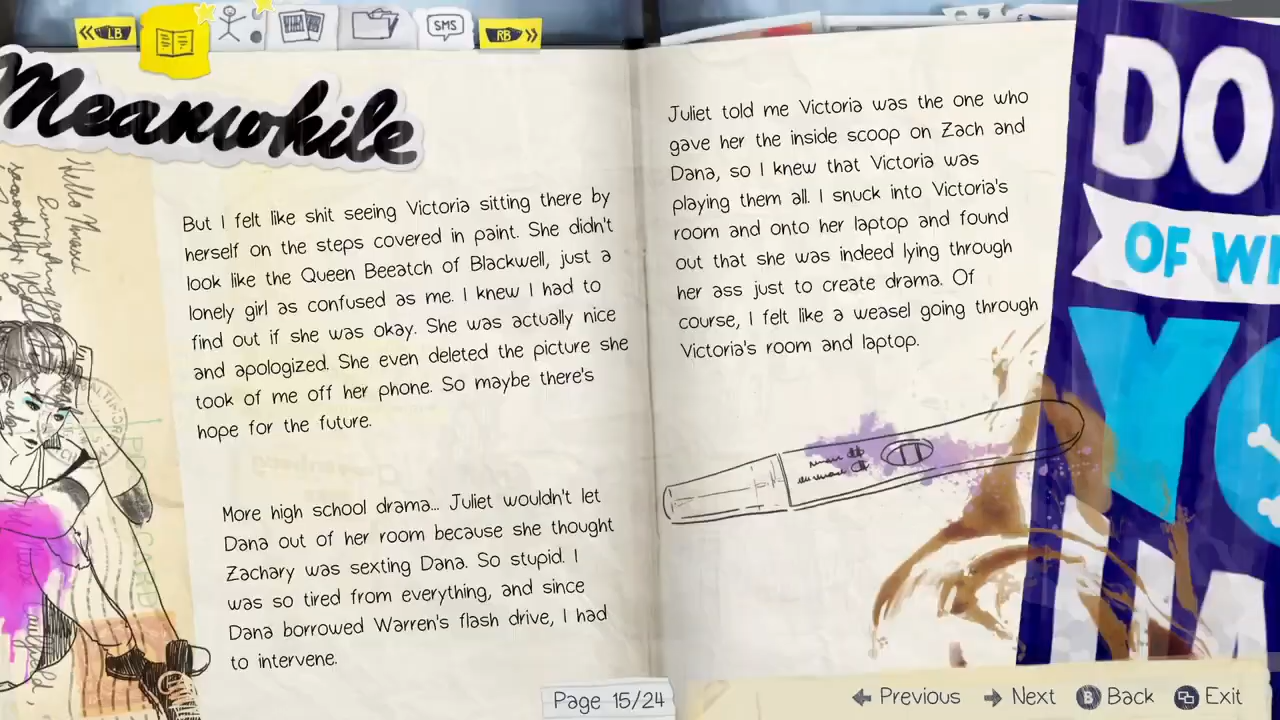 LB
SMS
RB
Meanwhile
But I felt like shit seeing Victoria sitting there by
herself on the steps covered in paint. She didn't
look like the Queen Beeatch of Blackwell, just a
lonely girl as confused as me. I knew I had to
find out if she was okay. She was actually nice
and apologized. She even deleted the picture she
took of me off her phone. So maybe there's
hope for the future.
More high school drama... Juliet wouldn't let
Dana out of her room because she thought
Zachary was sexting Dana. So stupid. I
was so tired from everything, and since
Dana borrowed Warren's flash drive, I had
to intervene.
Juliet told me Victoria was the one who
gave her the inside scoop on Zach and
Dana, so I knew that Victoria was
playing them all. I snuck into Victoria's
room and onto her laptop and found
out that she was indeed lying through
her ass just to create drama. Of
course, I felt like a weasel going through
Victoria's room and laptop.
DO
OF
Page 15/24
Previous
Next
B Back
Exit